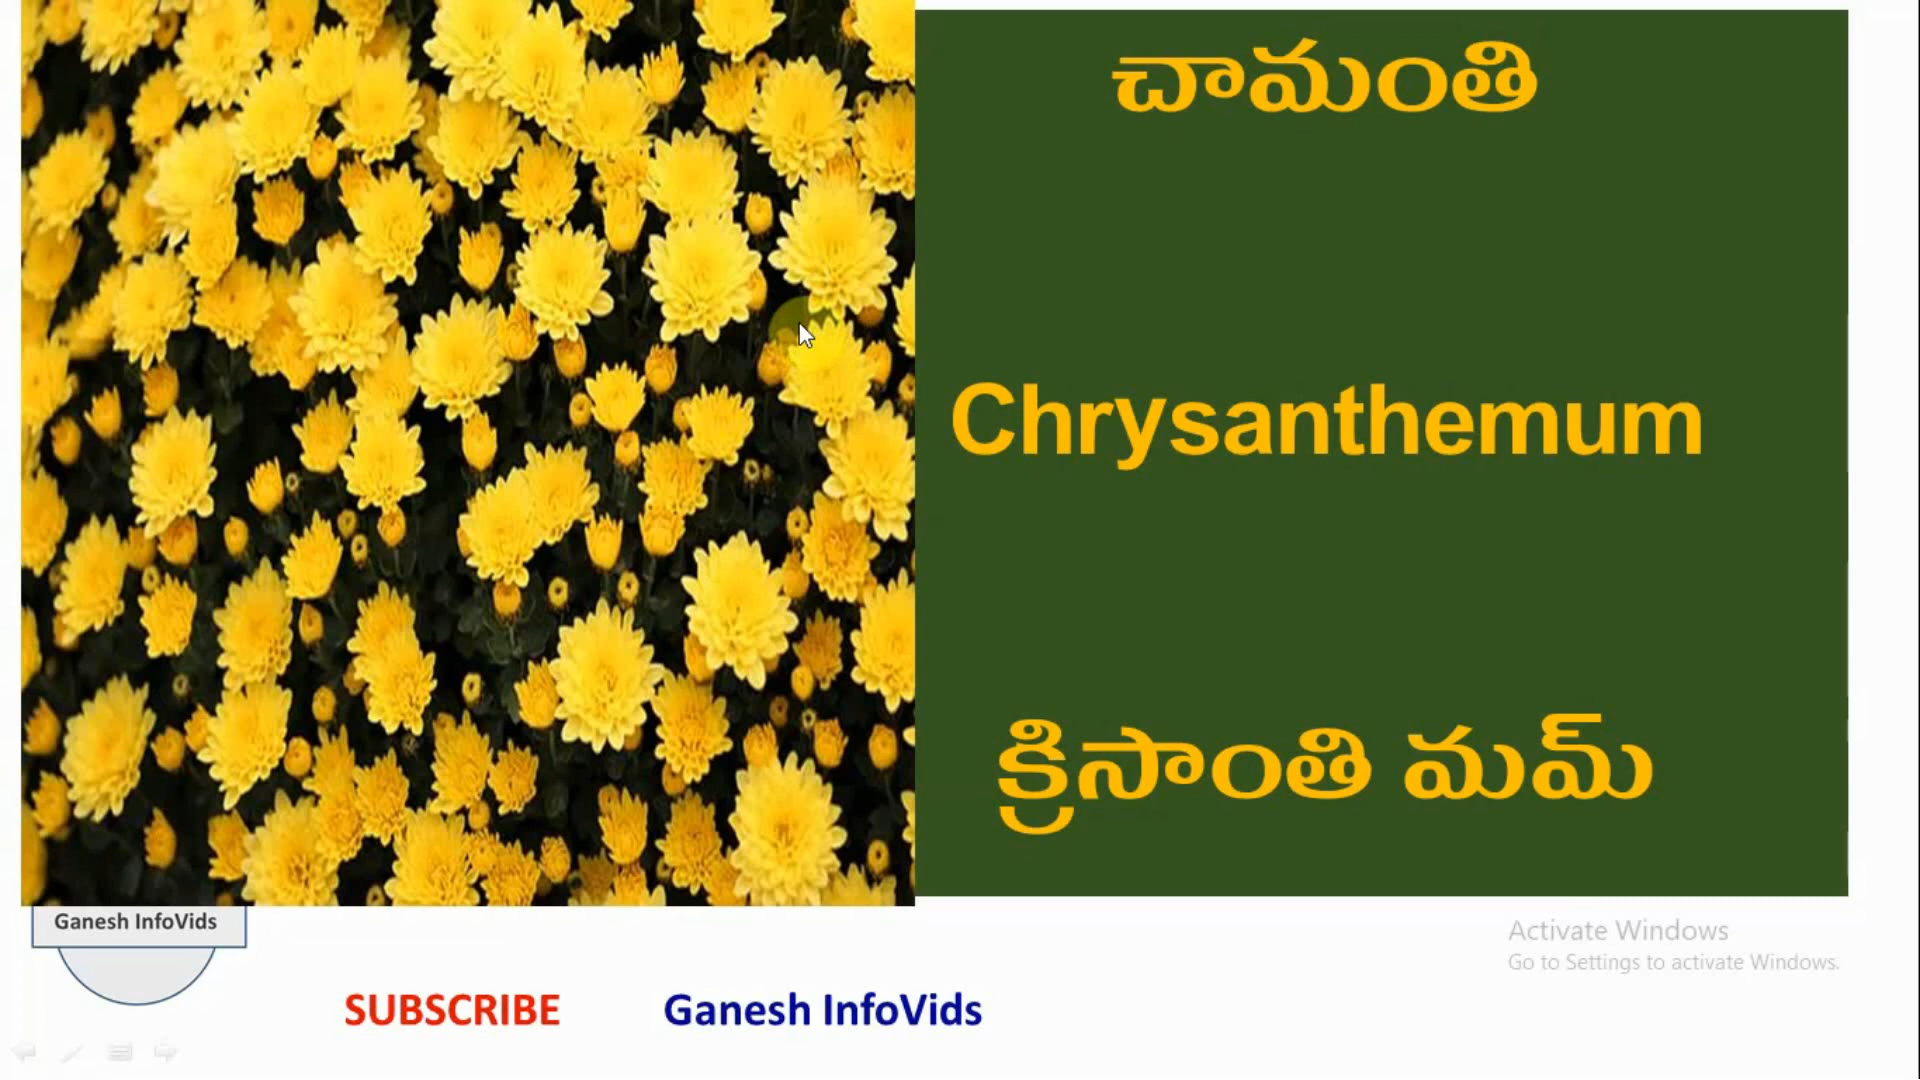 చామంతి
Chrysanthemum
క్రిసాంతి మమ్
Ganesh InfoVids
Activate Windows
Go to Settings to activate Windows.
SUBSCRIBE Ganesh InfoVids